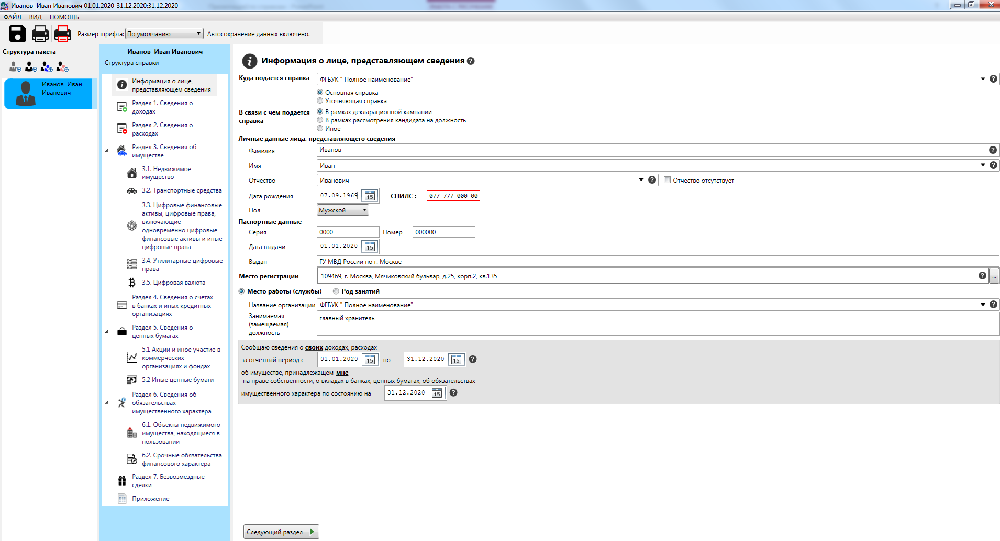 Иванов  Иван Иванович 01.01.2020-31.12.2020:31.12.2020
ФАЙЛ ВИД ПОМОЩЬ
Размер шрифта: По умолчанию Автосохранение данных включено.
Структура пакета
Иванов  Иван
Иванович
Иванов  Иван Иванович
Структура справки
Информация о лице,
представляющем сведения
Раздел 1. Сведения о
доходах
Раздел 2. Сведения о
расходах
Раздел 3. Сведения об
имуществе
3.1. Недвижимое
имущество
3.2. Транспортные средства
3.3. Цифровые финансовые
активы, цифровые права,
включающие
одновременно цифровые
финансовые активы и иные
цифровые права
3.4. Утилитарные цифровые
права
3.5. Цифровая валюта
Раздел 4. Сведения о счетах
в банках и иных кредитных
организациях
Раздел 5. Сведения о
ценных бумагах
5.1 Акции и иное участие в
коммерческих
организациях и фондах
5.2 Иные ценные бумаги
Раздел 6. Сведения об
обязательствах
имущественного характера
6.1. Объекты недвижимого
имущества, находящиеся в
пользовании
6.2. Срочные обязательства
финансового характера
Раздел 7. Безвозмездные
сделки
Приложение
Информация о лице, представляющем сведения
Куда подается справка ФГБУК " Полное наименование"
Основная справка
Уточняющая справка
В связи с чем подается
справка
В рамках декларационной кампании
В рамках рассмотрения кандидата на должность
Иное
Личные данные лица, представляющего сведения
Фамилия Иванов
Имя Иван
Отчество Иванович Отчество отсутствует
Дата рождения 07.09.1969 15 СНИЛС : 077-777-000 00
Пол Мужской
Паспортные данные
Серия 0000 Номер 000000
Дата выдачи 01.01.2020 15
Выдан ГУ МВД России по г. Москве
Место регистрации 109469, г. Москва, Мячиковский бульвар, д.25, корп.2, кв.135 ...
Место работы (службы) Род занятий
Название организации ФГБУК " Полное наименование"
Занимаемая
(замещаемая)
должность
главный хранитель
Сообщаю сведения о своих доходах, расходах
за отчетный период с 01.01.2020 15 по 31.12.2020 15
об имуществе, принадлежащем мне
на праве собственности, о вкладах в банках, ценных бумагах, об обязательствах
имущественного характера по состоянию на 31.12.2020 15
Следующий раздел